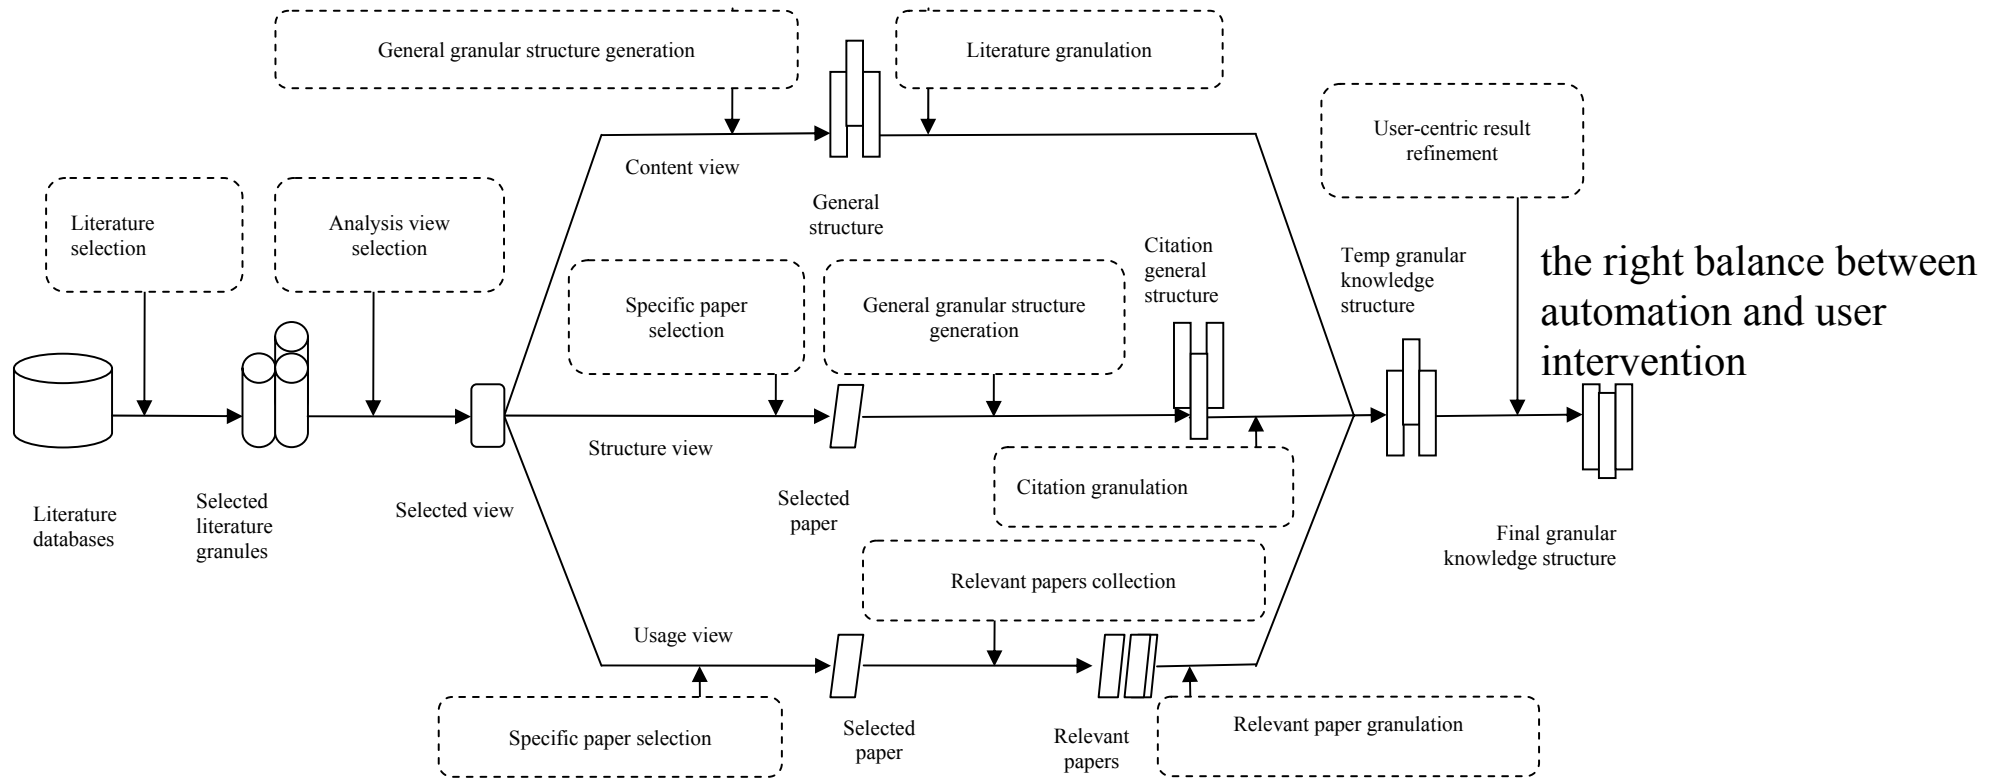 General granular structure generation
Literature granulation
User-centric result
refinement
Content view
Literature
selection
Analysis view
selection
General
structure
Citation
general
structure
Temp granular
knowledge
structure
the right balance between
automation and user
intervention
Specific paper
selection
General granular structure
generation
Structure view
Literature
databases
Selected
literature
granules
Selected view
Selected
paper
Citation granulation
Final granular
knowledge structure
Relevant papers collection
Usage view
Specific paper selection
Selected
paper
Relevant
papers
Relevant paper granulation